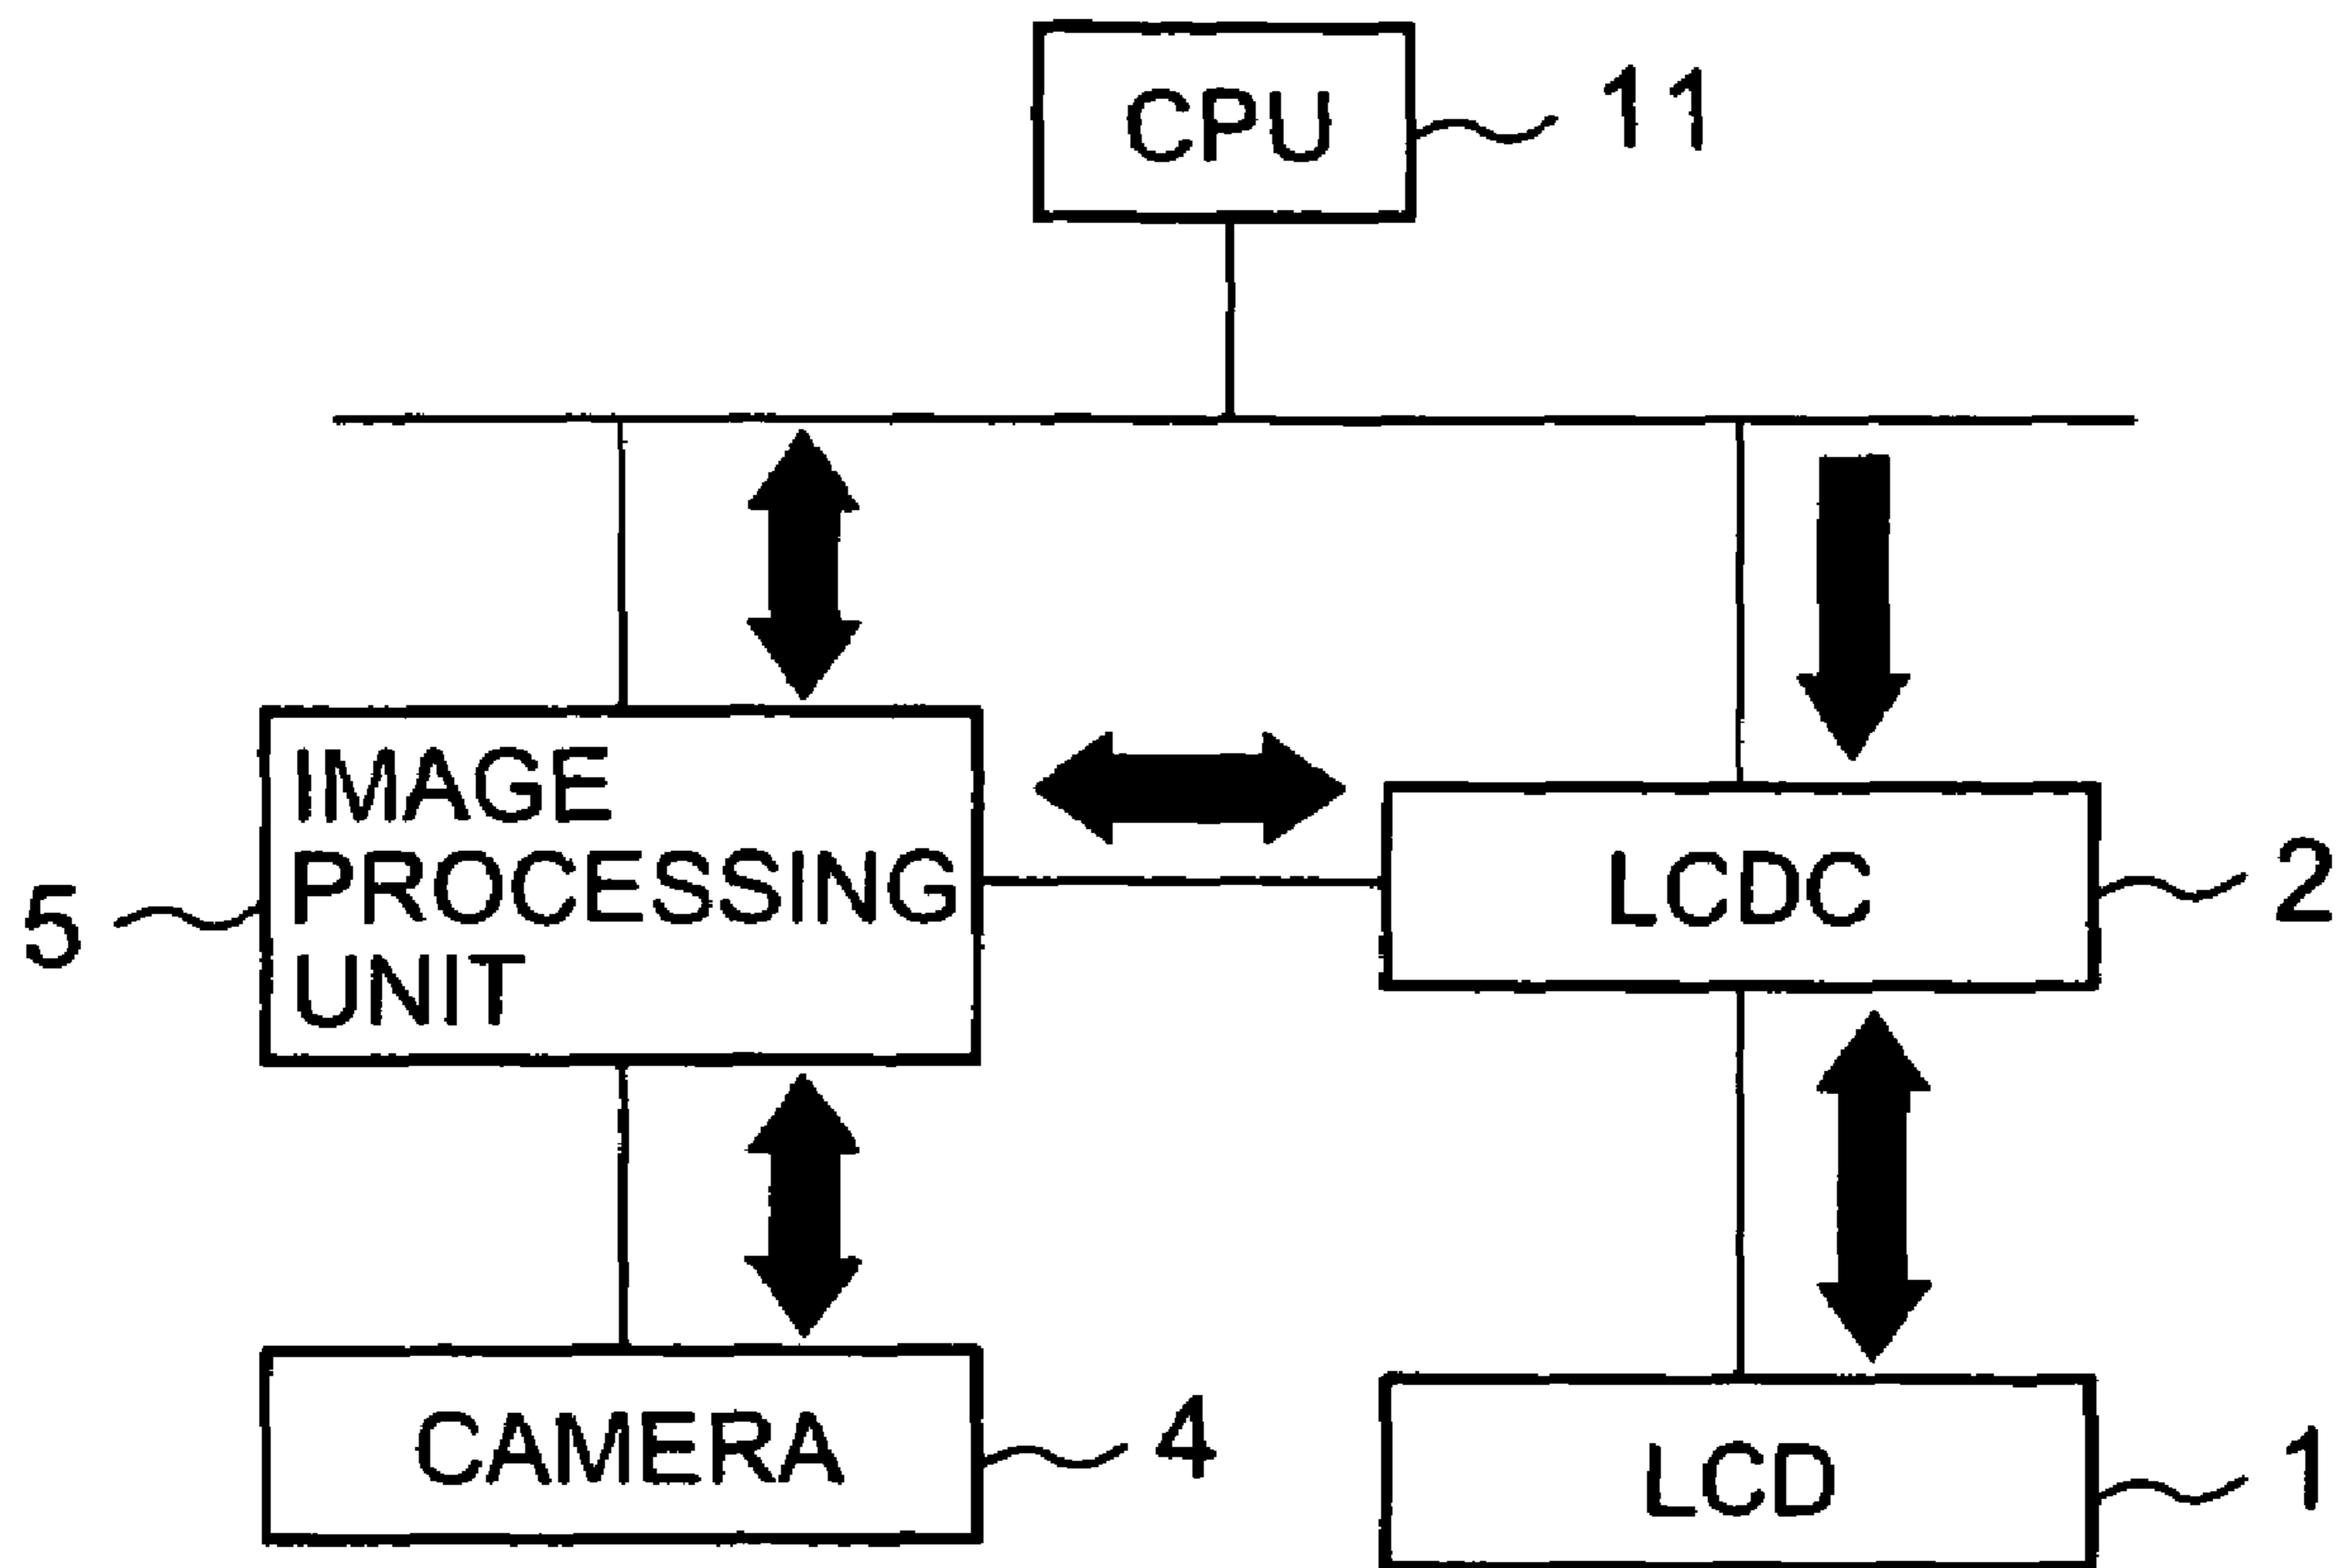 CPU
11
IMAGE
PROCESSING
UNIT
5
LCDC
2
CAMERA
4
LCD
1